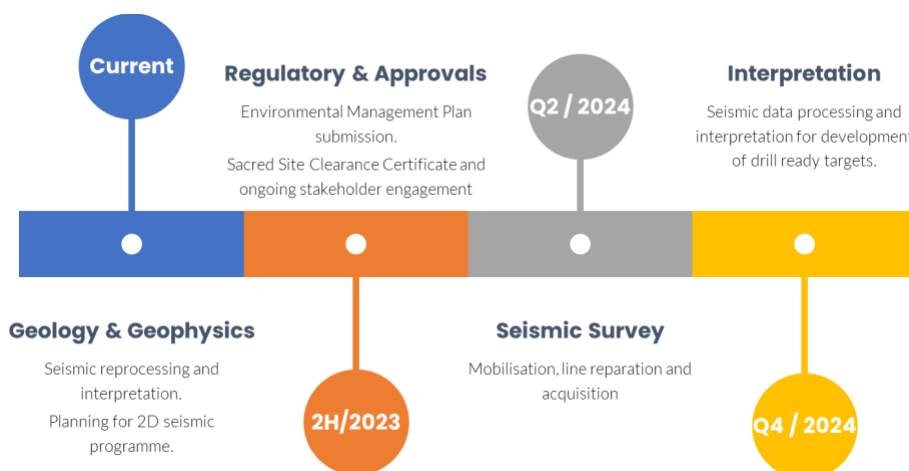 Current
Geology & Geophysics
Seismic reprocessing and
interpretation.
Planning for 2D seismic
programme.
Regulatory & Approvals
Environmental Management Plan
submission.
Sacred Site Clearance Certificate and
ongoing stakeholder engagement
2H/2023
Q2 / 2024
Seismic Survey
Mobilisation, line reparation and
acquisition
Interpretation
Seismic data processing and
interpretation for development
of drill ready targets.
Q4 / 2024